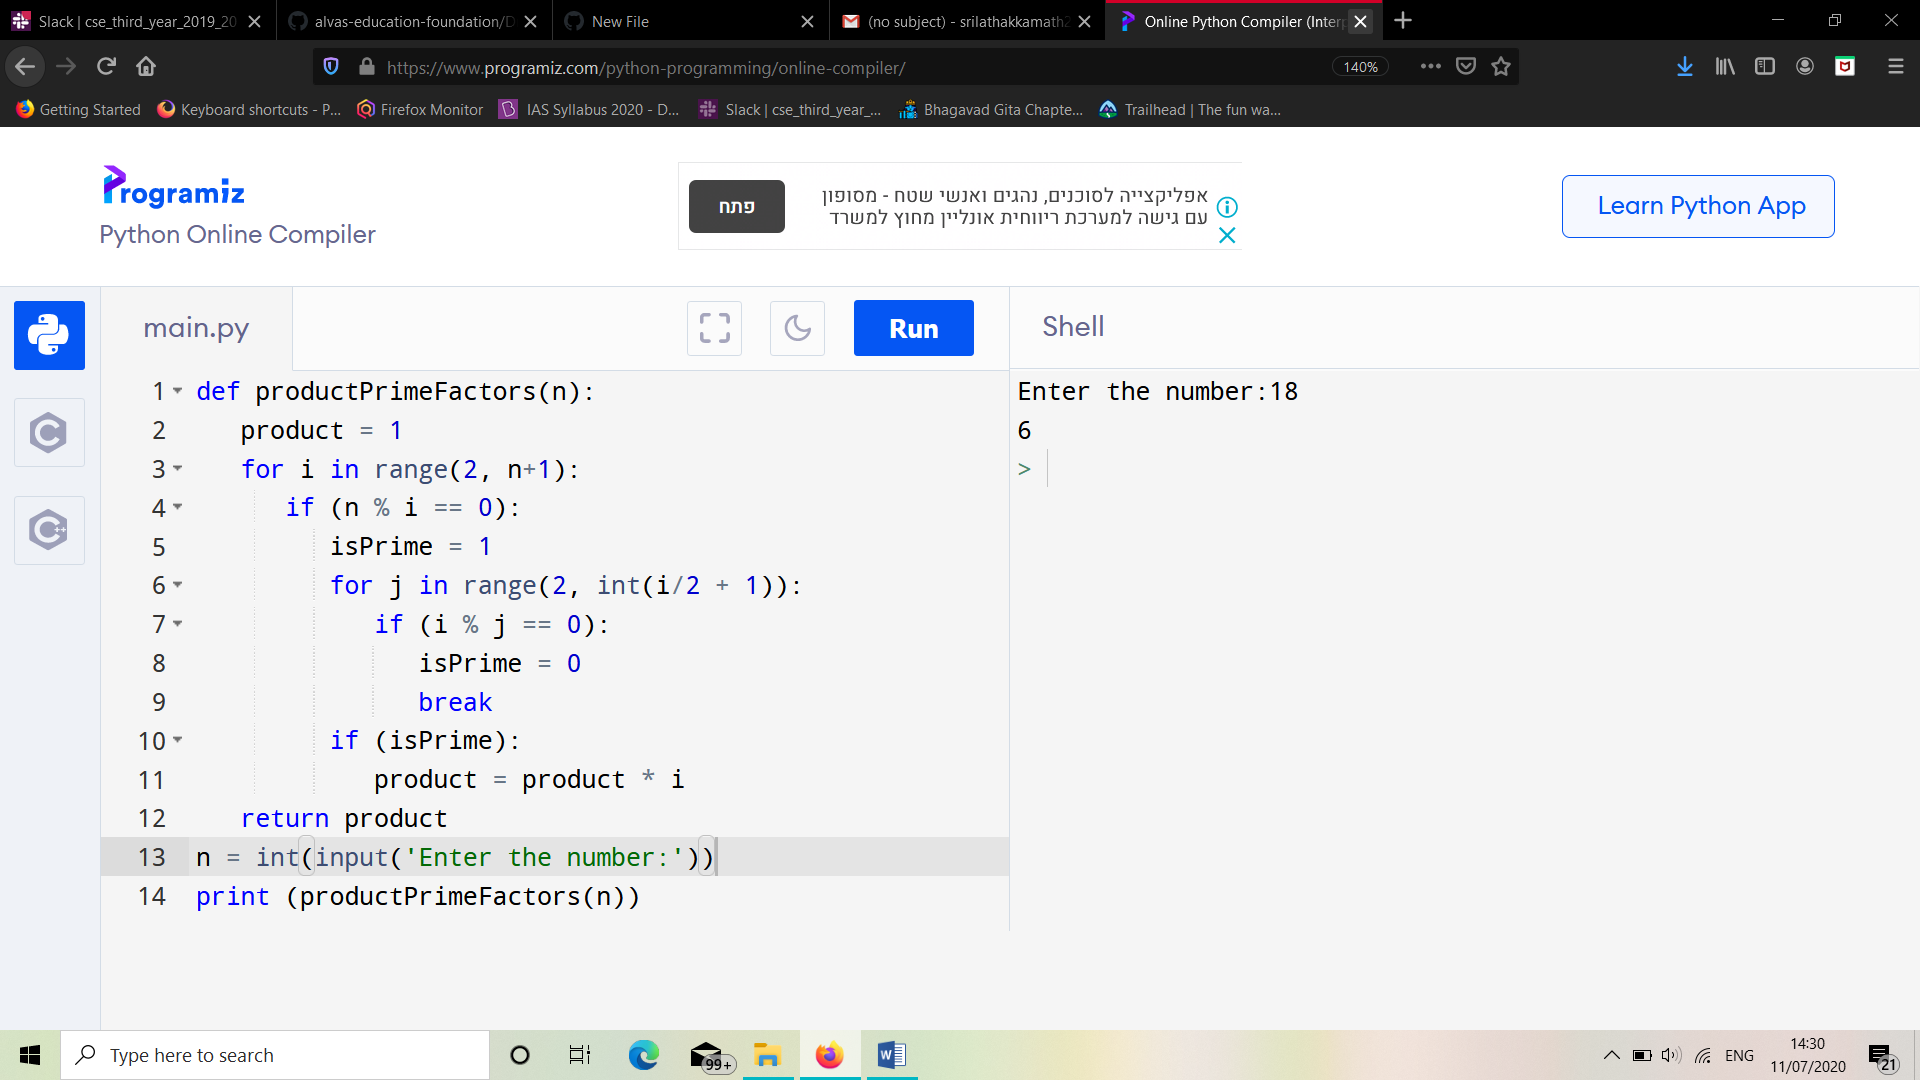 Slack | cse_third_year_2019_20
alvas-education-foundation/D
New File
(no subject) - srilathakkamath2
Online Python Compiler (Interp
https://www.programiz.com/python-programming/online-compiler/
140%
Getting Started
Keyboard shortcuts - P...
Firefox Monitor
IAS Syllabus 2020 - D...
Slack | cse_third_year_...
Bhagavad Gita Chapte...
Trailhead | The fun wa...
Programiz
Python Online Compiler
אפליקצייה לסוכנים, נהגים ואנשי שטח - מסופון
עם גישה למערכת ריווחית אונליין מחוץ למשרד
פתח
Learn Python App
main.py
Run
Shell
1 def productPrimeFactors(n):
2 product = 1
3 for i in range(2, n+1):
4 if (n % i == 0):
5 isPrime = 1
6 for j in range(2, int(i/2 + 1)):
7 if (i % j == 0):
8 isPrime = 0
9 break
10 if (isPrime):
11 product = product * i
12 return product
13 n = int(input('Enter the number:'))
14 print (productPrimeFactors(n))
Enter the number:18
6
>
Type here to search
99+
ENG
14:30
11/07/2020
21